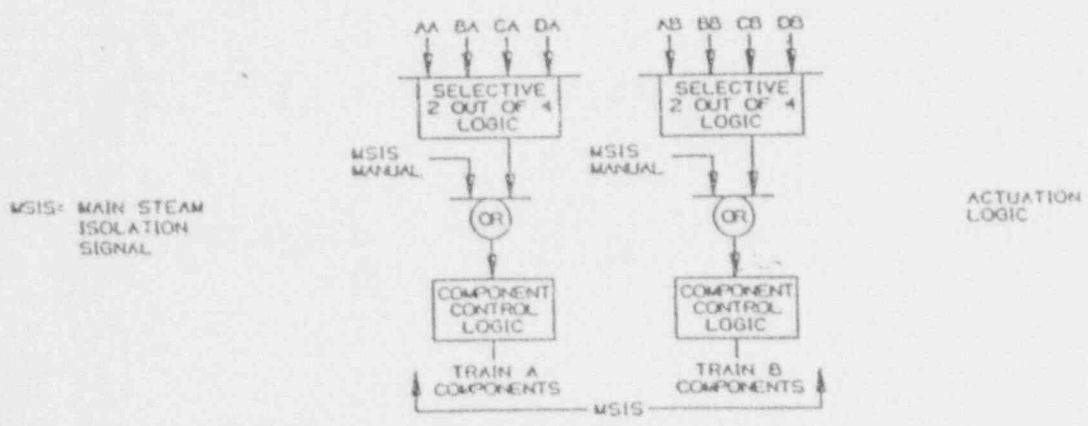 AA BA CA DA
AB BB CB DB
SELECTIVE
2 OUT OF 4
LOGIC
SELECTIVE
2 OUT OF 4
LOGIC
MSIS
MANUAL
MSIS
MANUAL
MSIS: MAIN STEAM
ISOLATION
SIGNAL
OR
OR
ACTUATION
LOGIC
COMPONENT
CONTROL
LOGIC
COMPONENT
CONTROL
LOGIC
TRAIN A
COMPONENTS
TRAIN B
COMPONENTS
MSIS